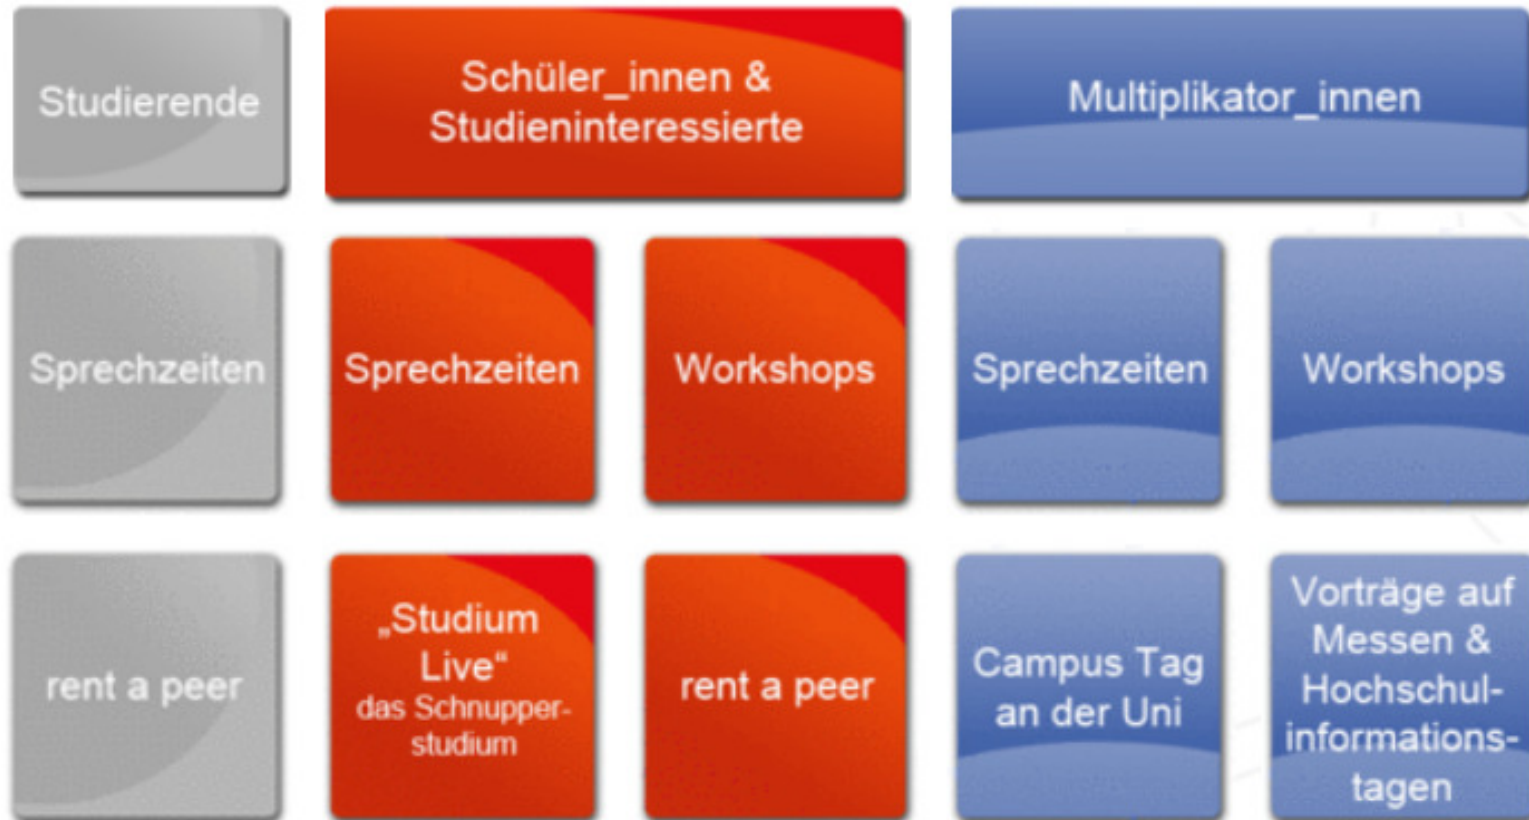 Studierende
Schüler_innen &
Studieninteressierte
Multiplikator_innen
Sprechzeiten
Sprechzeiten
Workshops
Sprechzeiten
Workshops
rent a peer
„Studium
Live“
das Schnupper-
studium
rent a peer
Campus Tag
an der Uni
Vorträge auf
Messen &
Hochschul-
informations-
tagen